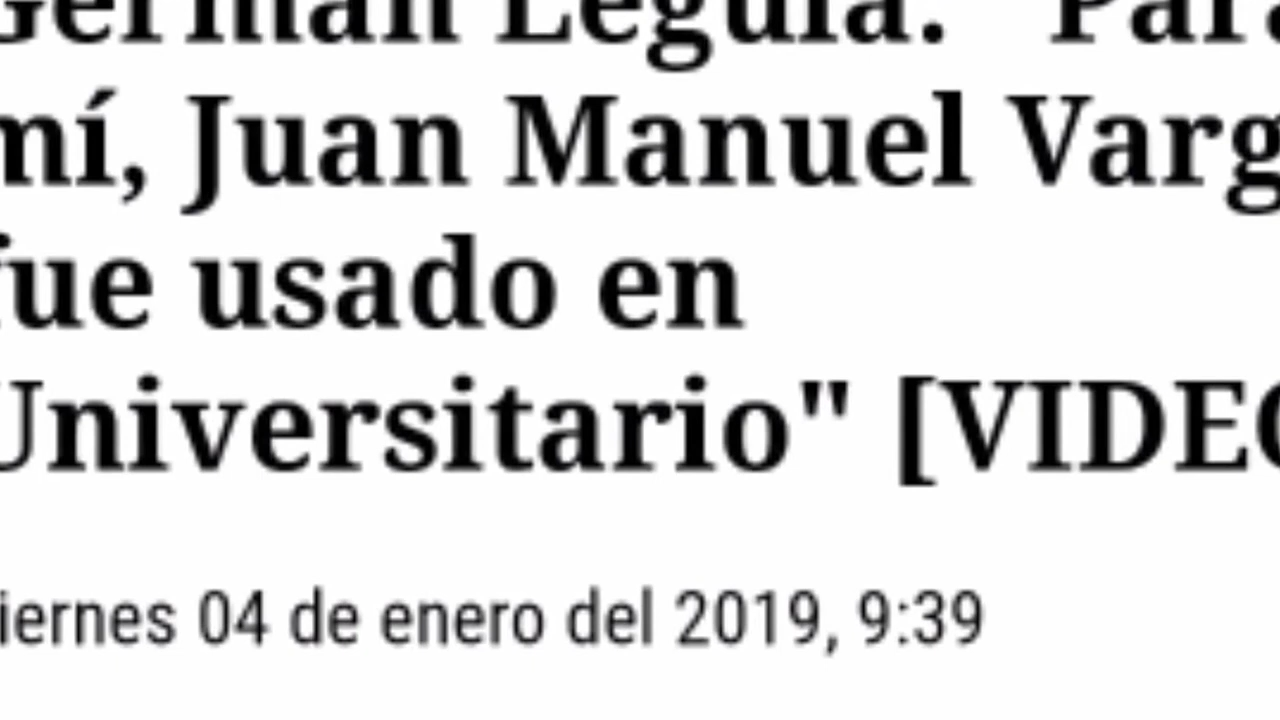 Germán Leguía: "Para
mí, Juan Manuel Varg
fue usado en
Universitario" [VIDEO
iernes 04 de enero del 2019, 9:39